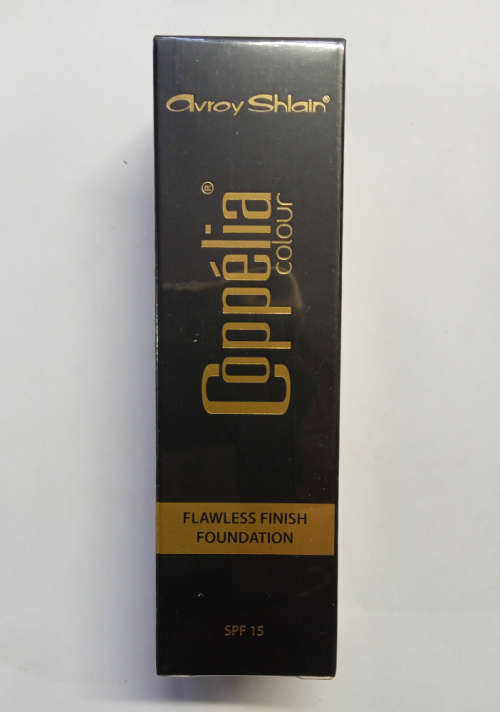 Avroy Shlain®
Coppélia®
colour
FLAWLESS FINISH
FOUNDATION
SPF 15